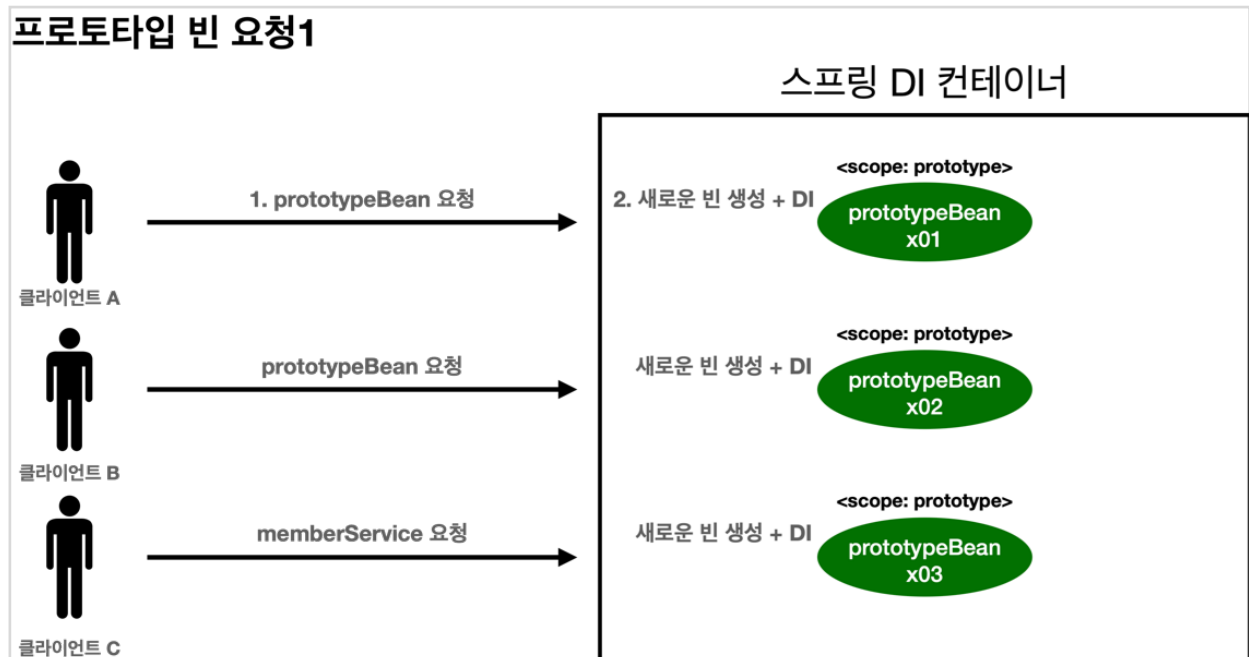 프로토타입 빈 요청1
스프링 DI 컨테이너
<scope: prototype>
1. prototypeBean 요청
2. 새로운 빈 생성 + DI
prototypeBean
x01
클라이언트 A
<scope: prototype>
prototypeBean 요청
새로운 빈 생성 + DI
prototypeBean
x02
클라이언트 B
<scope: prototype>
memberService 요청
새로운 빈 생성 + DI
prototypeBean
x03
클라이언트 C